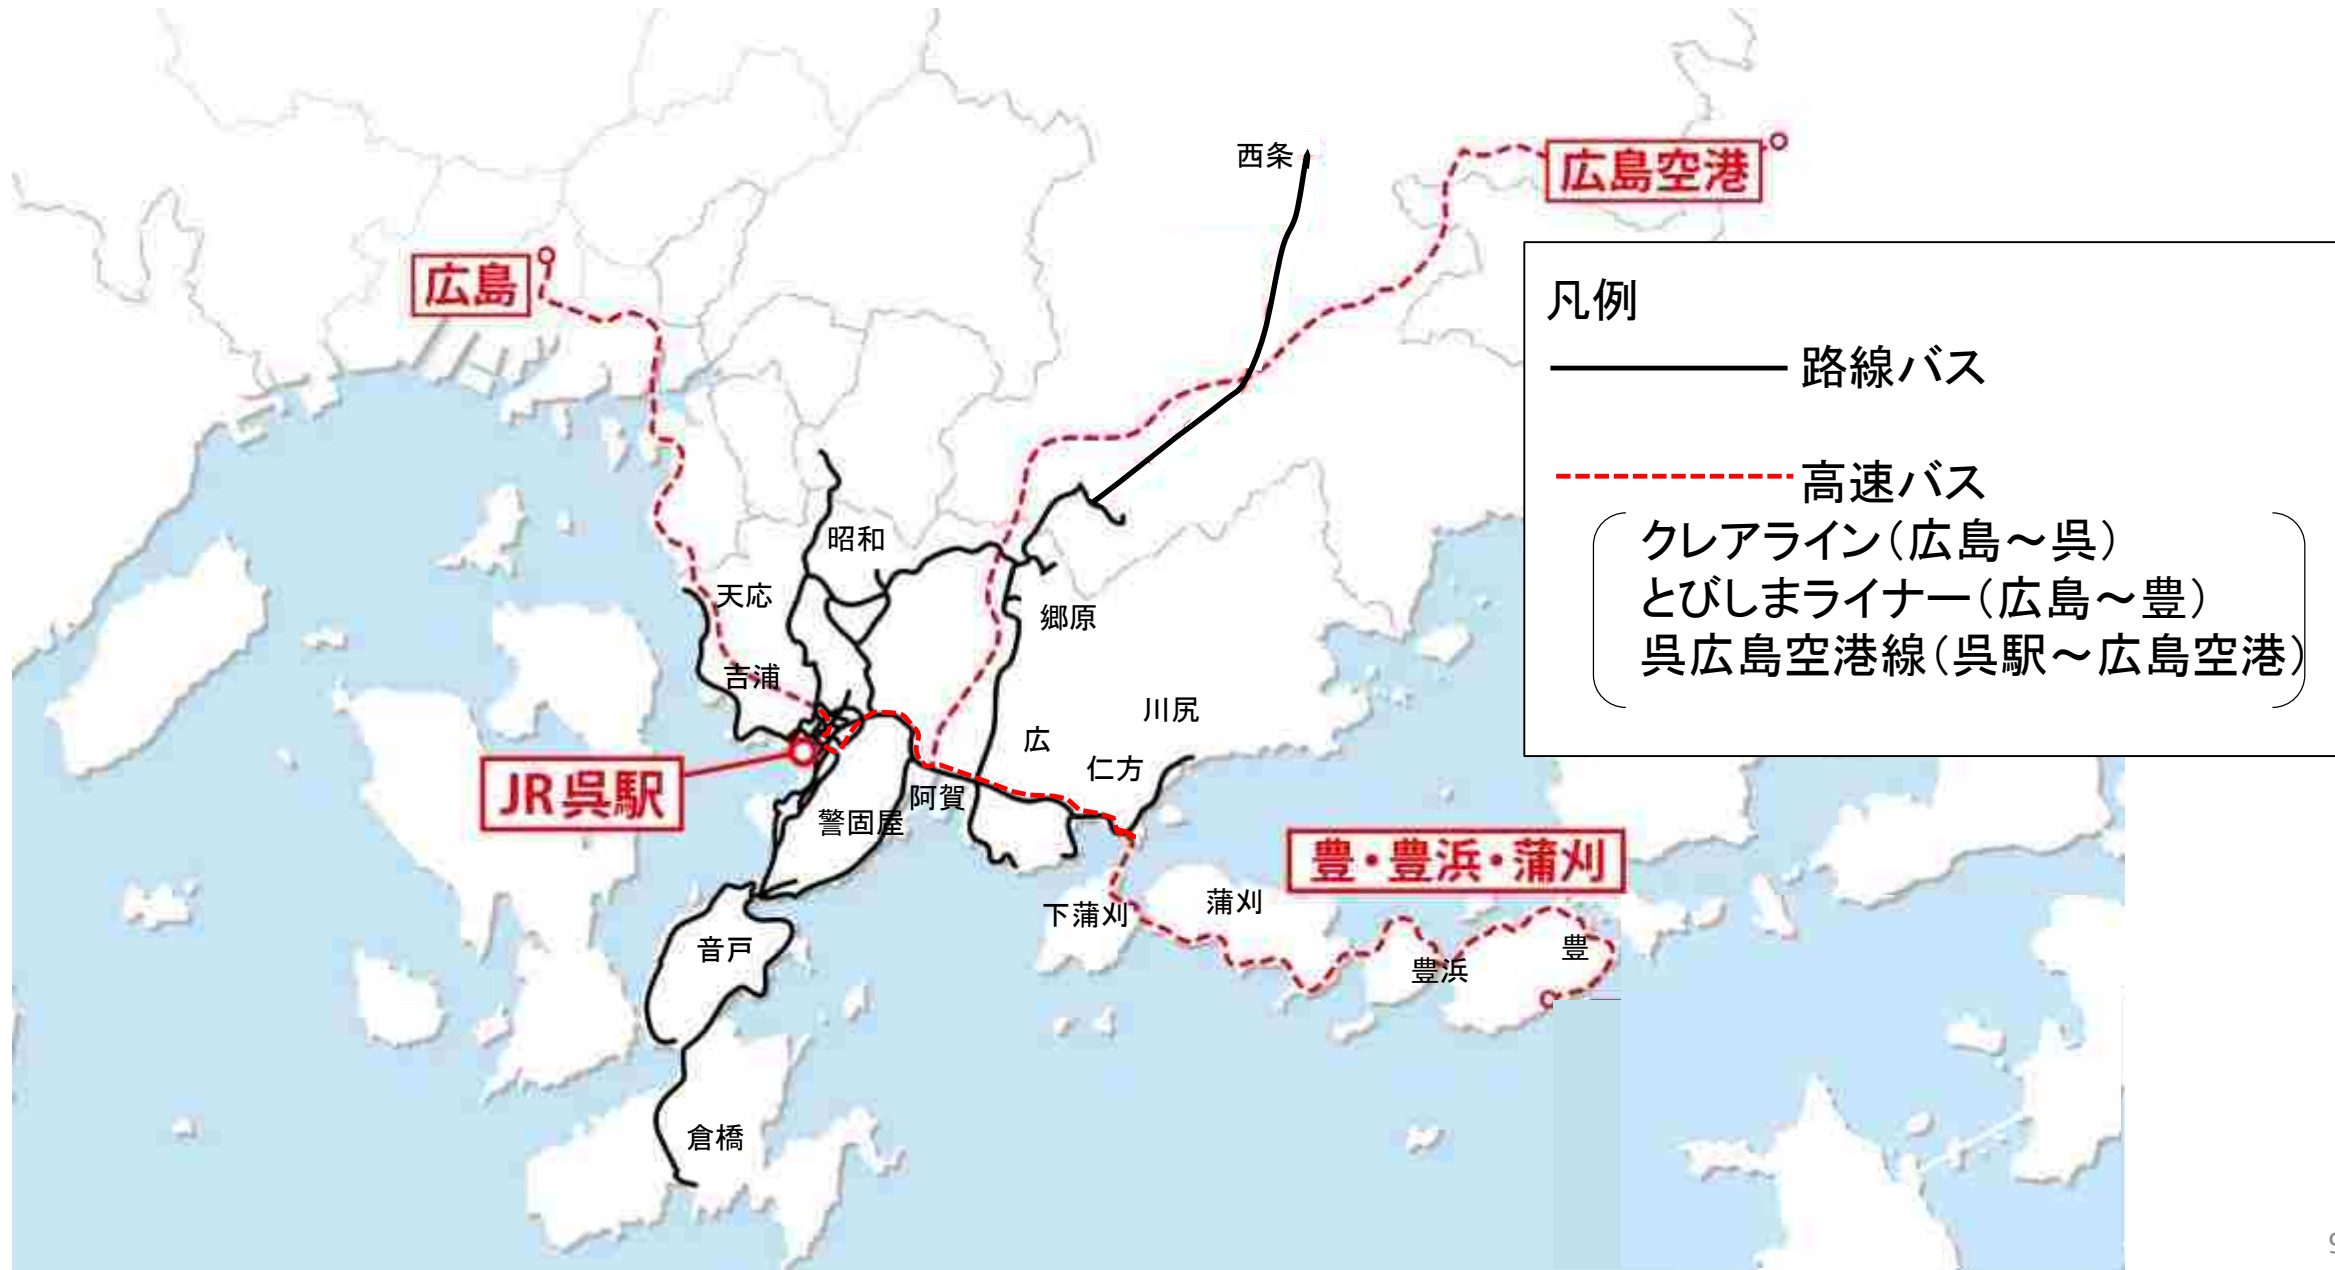 西条
広島空港
広島
凡例
路線バス
高速バス
クレアライン（広島～呉）
とびしまライナー（広島～豊）
呉広島空港線（呉駅～広島空港）
昭和
天応
郷原
吉浦
川尻
広
仁方
JR呉駅
阿賀
警固屋
豊・豊浜・蒲刈
蒲刈
下蒲刈
音戸
豊
豊浜
倉橋
9